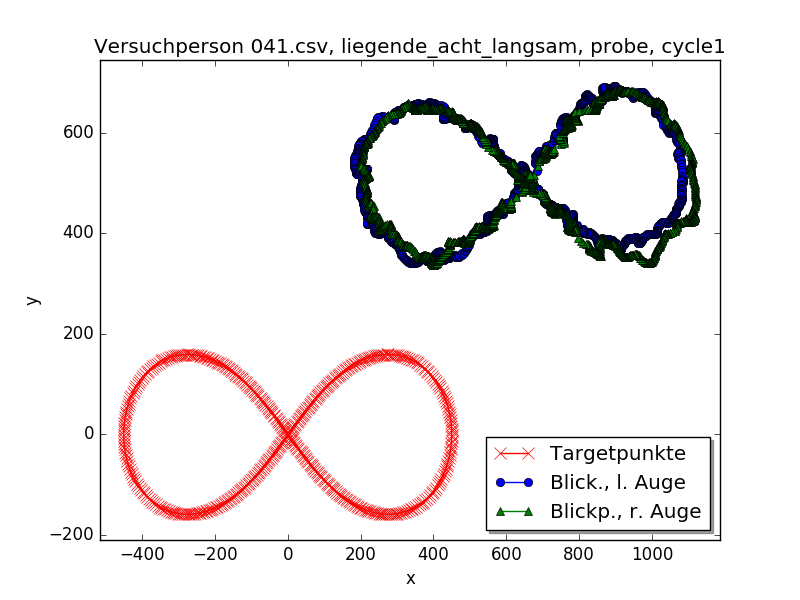 Versuchperson 041.csv, liegende_acht_langsam, probe, cycle1
y
600
400
200
0
−200
−400
−200
0
200
400
600
800
1000
x
Targetpunkte
Blick., l. Auge
Blickp., r. Auge